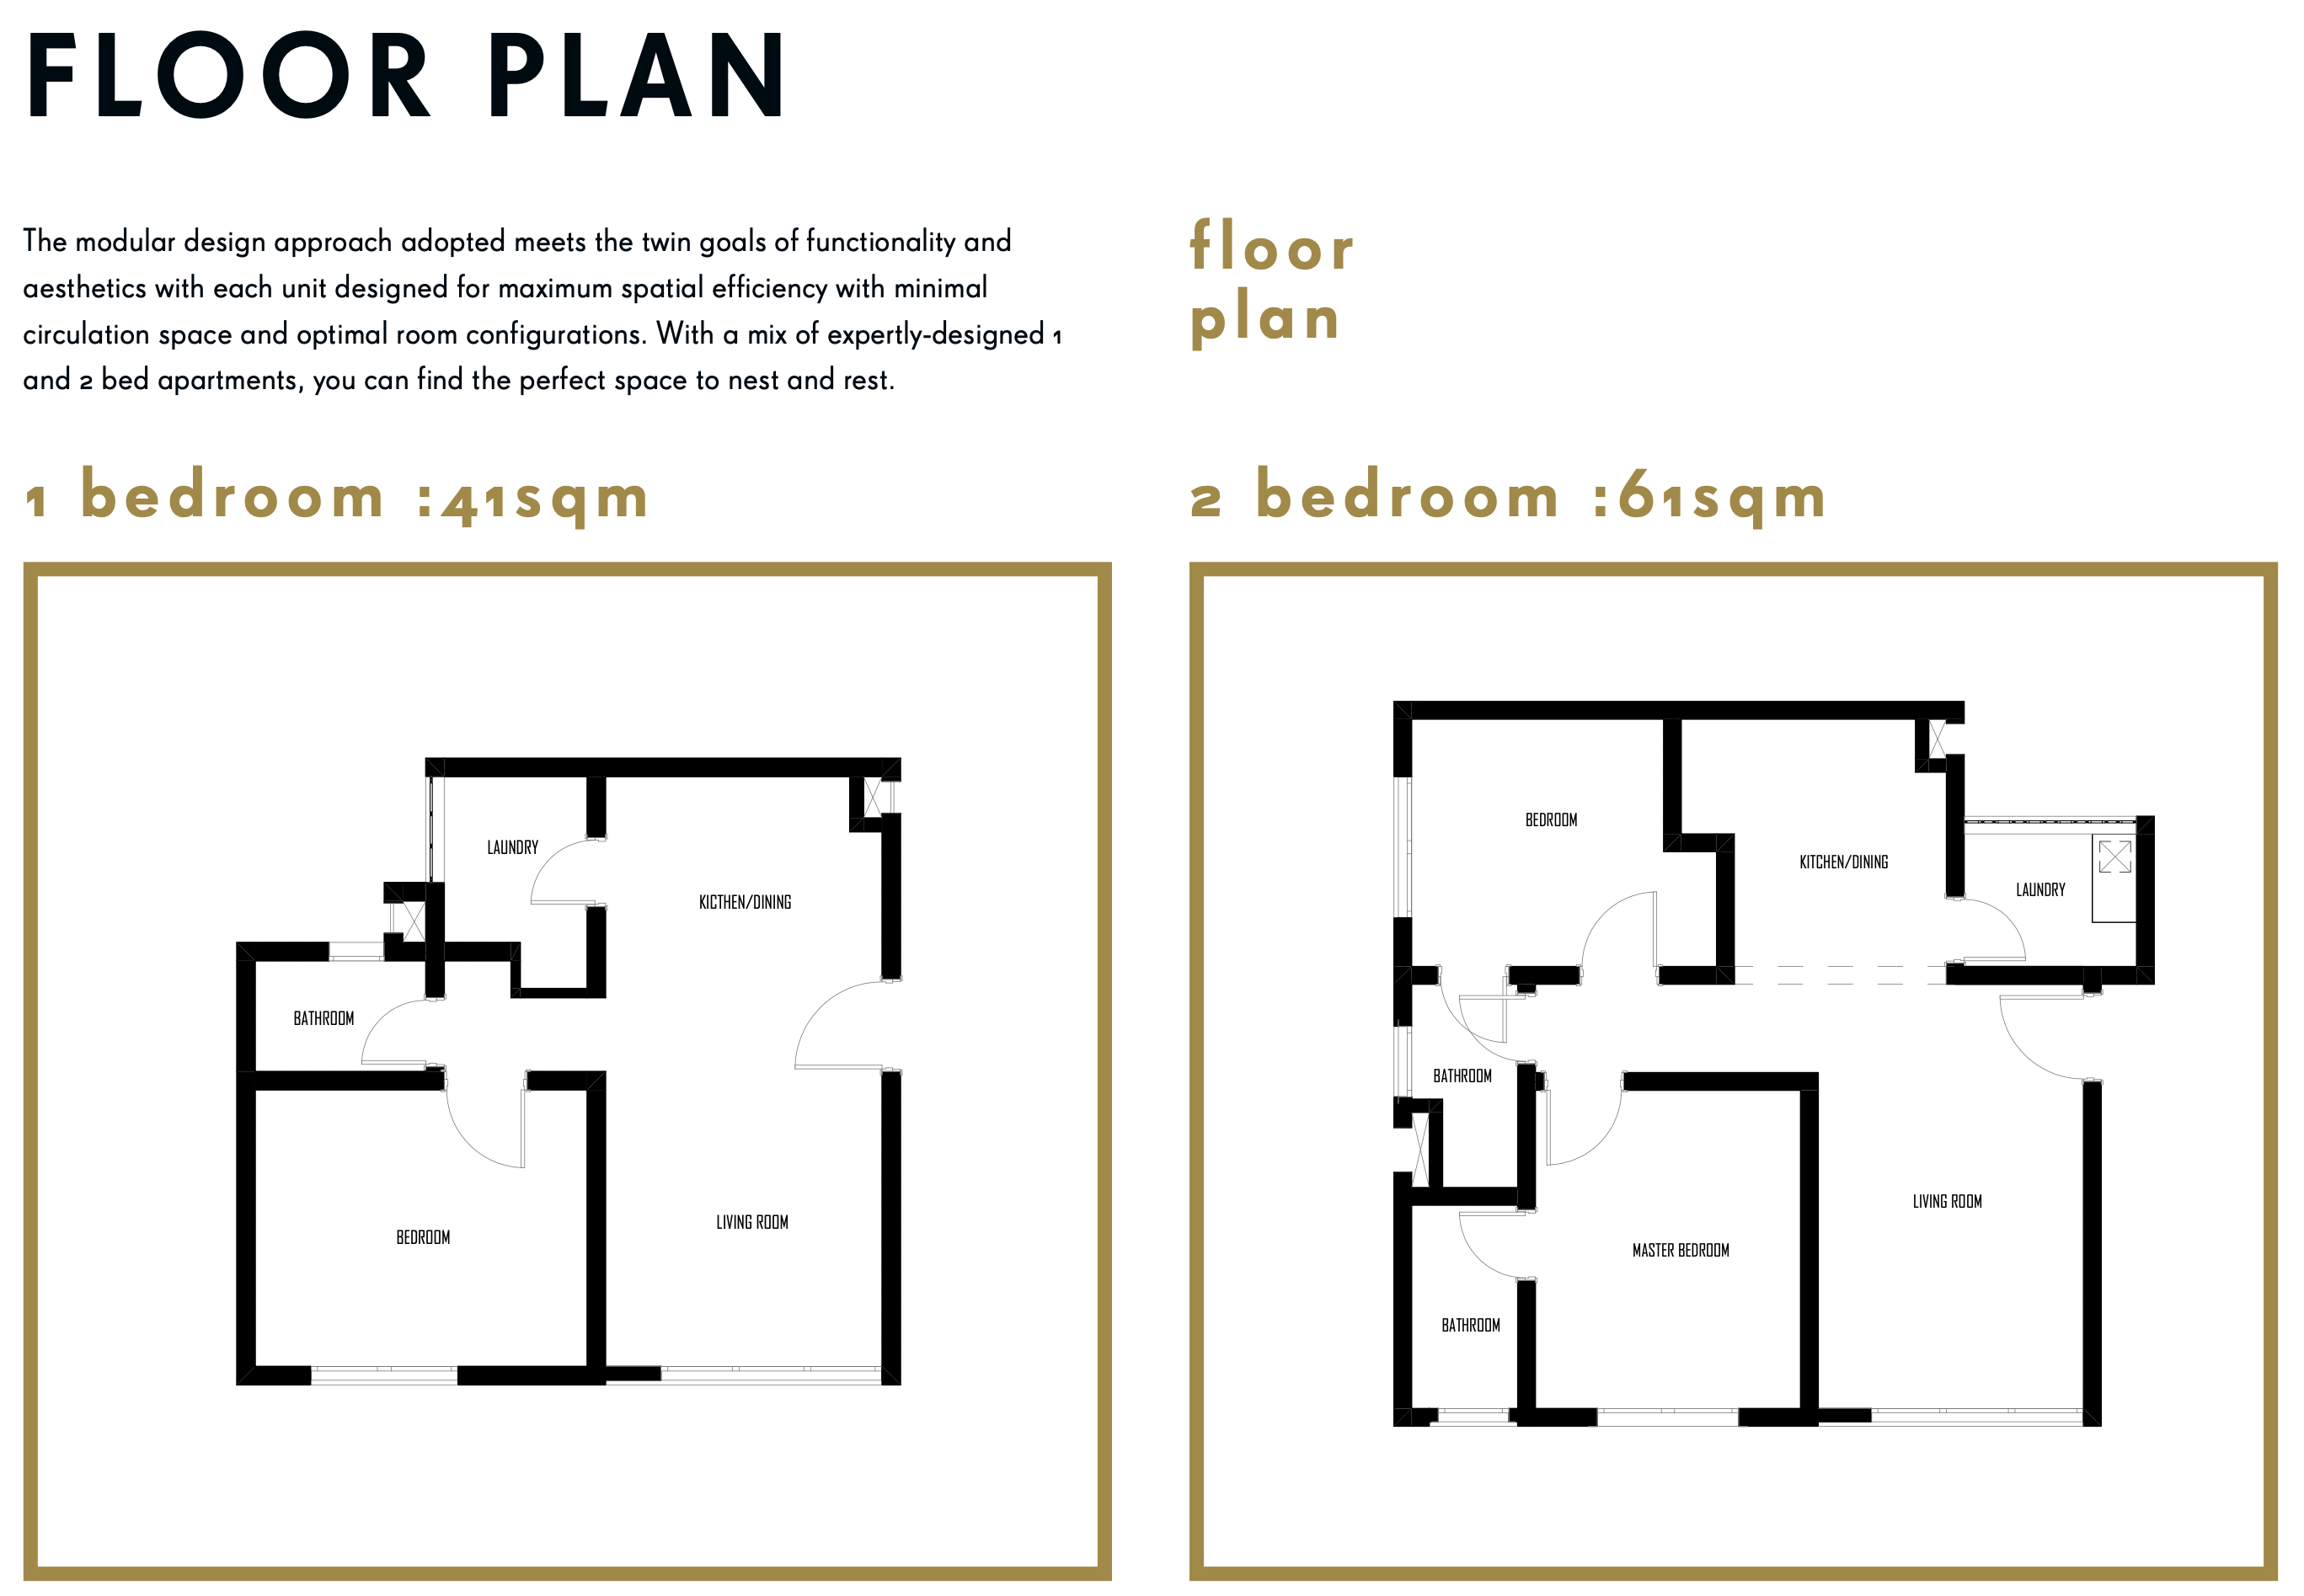 FLOOR PLAN
The modular design approach adopted meets the twin goals of functionality and
aesthetics with each unit designed for maximum spatial efficiency with minimal
circulation space and optimal room configurations. With a mix of expertly-designed 1
and 2 bed apartments, you can find the perfect space to nest and rest.
floor
plan
1 bedroom :41sqm
LAUNDRY
KICTHEN/DINING
BATHROOM
LIVING ROOM
BEDROOM
2 bedroom :61sqm
BEDROOM
KITCHEN/DINING
LAUNDRY
BATHROOM
LIVING ROOM
MASTER BEDROOM
BATHROOM